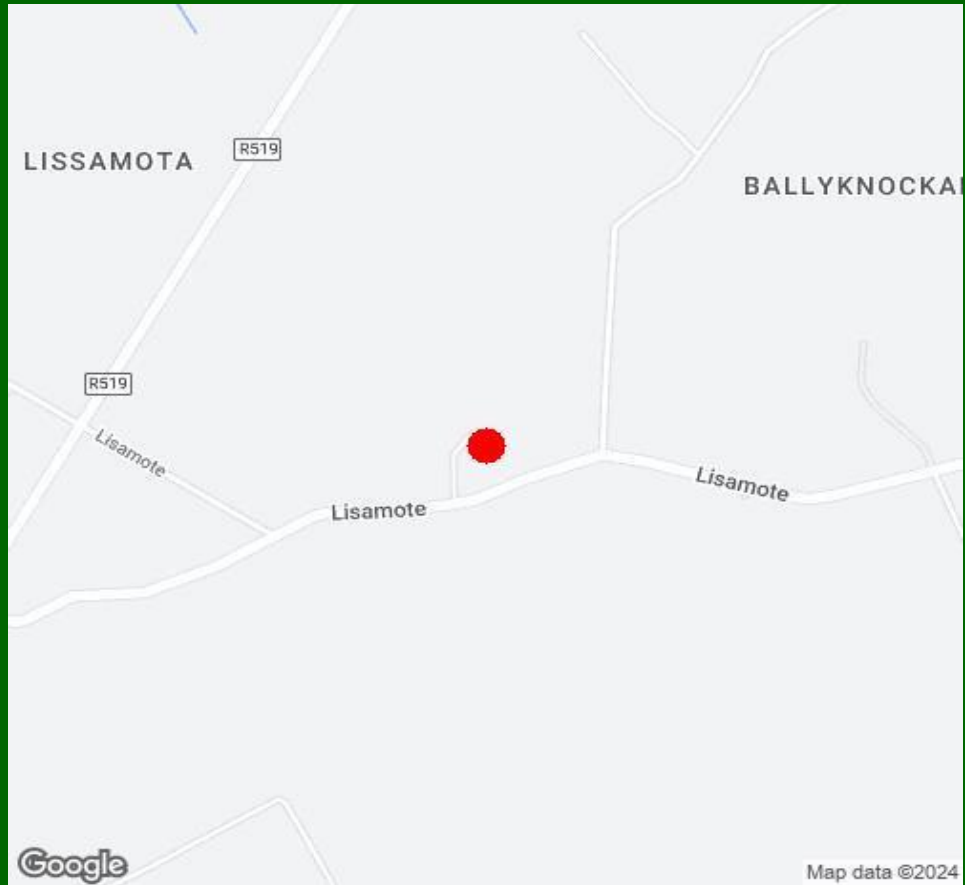 R519
LISSAMOTA
BALLYKNOCKA
R519
Lisamote
Lisamote
Lisamote
Google
Map data ©2024